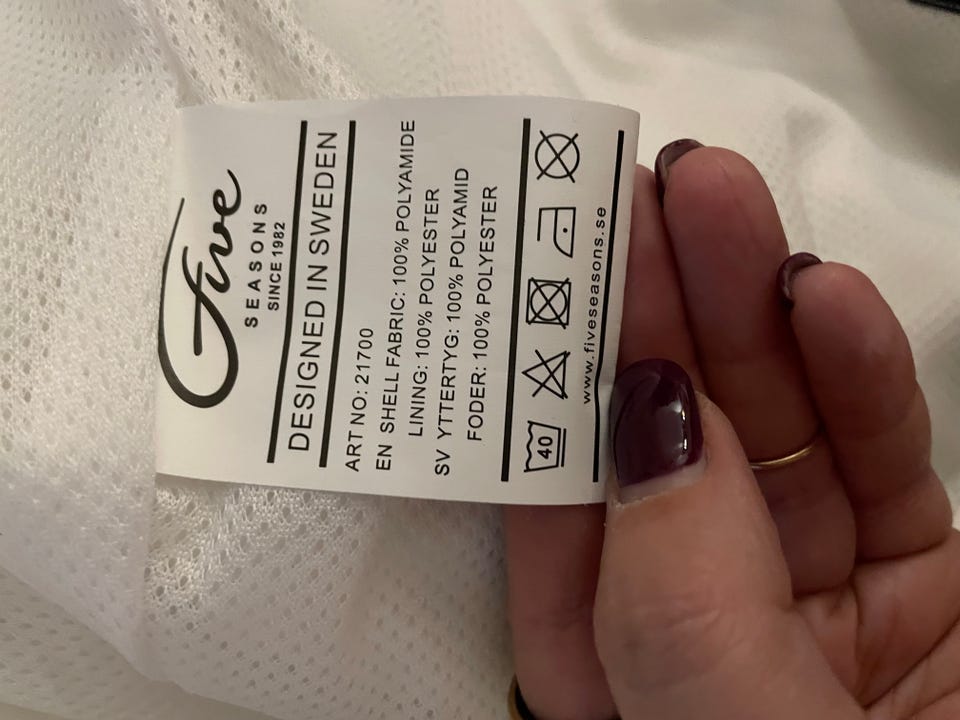 Five
SEASONS
SINCE 1982
DESIGNED IN SWEDEN
ART NO: 21700
EN SHELL FABRIC: 100% POLYAMIDE
LINING: 100% POLYESTER
SV YTTERTYG: 100% POLYAMID
FODER: 100% POLYESTER
40
www.fiveseasons.se